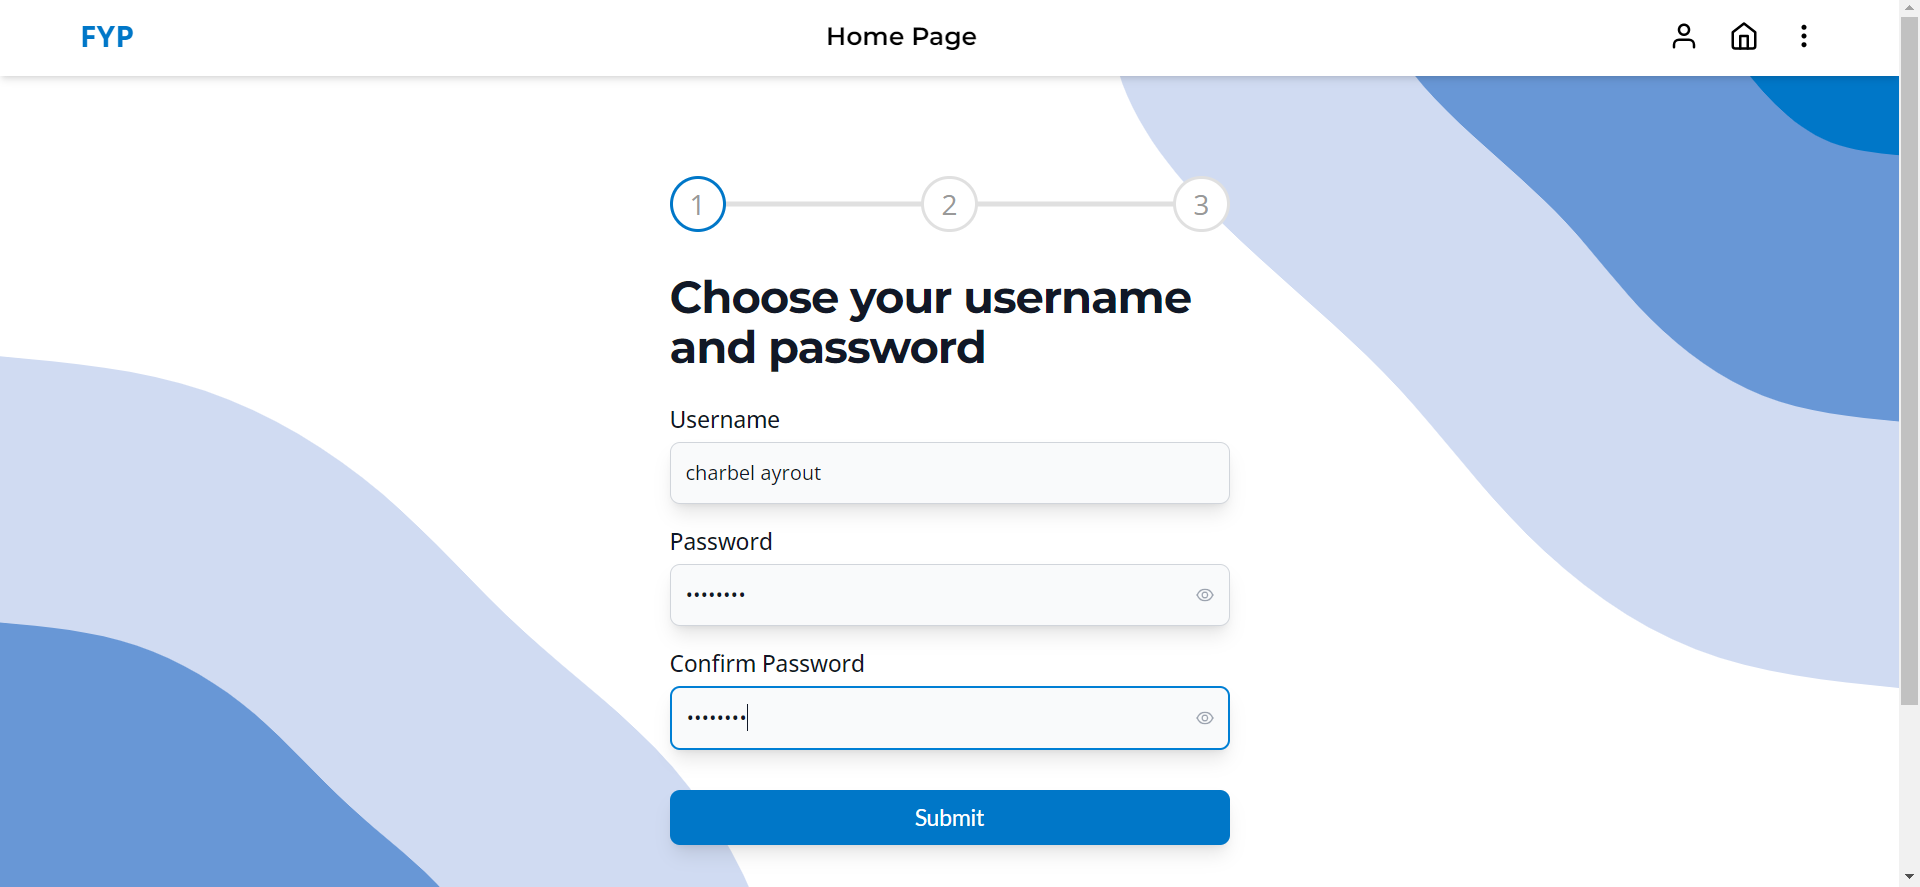 FYP
Home Page
1
2
3
Choose your username
and password
Username
charbel ayrout
Password
••••••••
Confirm Password
••••••••
Submit